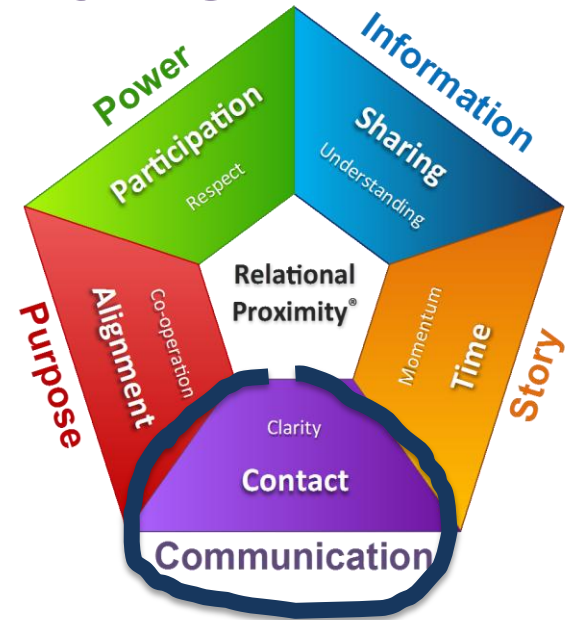 Power
Participation
Respect
Information
Sharing
Understanding
Relational
Proximity®
Purpose
Alignment
Co-operation
Story
Time
Momentum
Clarity
Contact
Communication